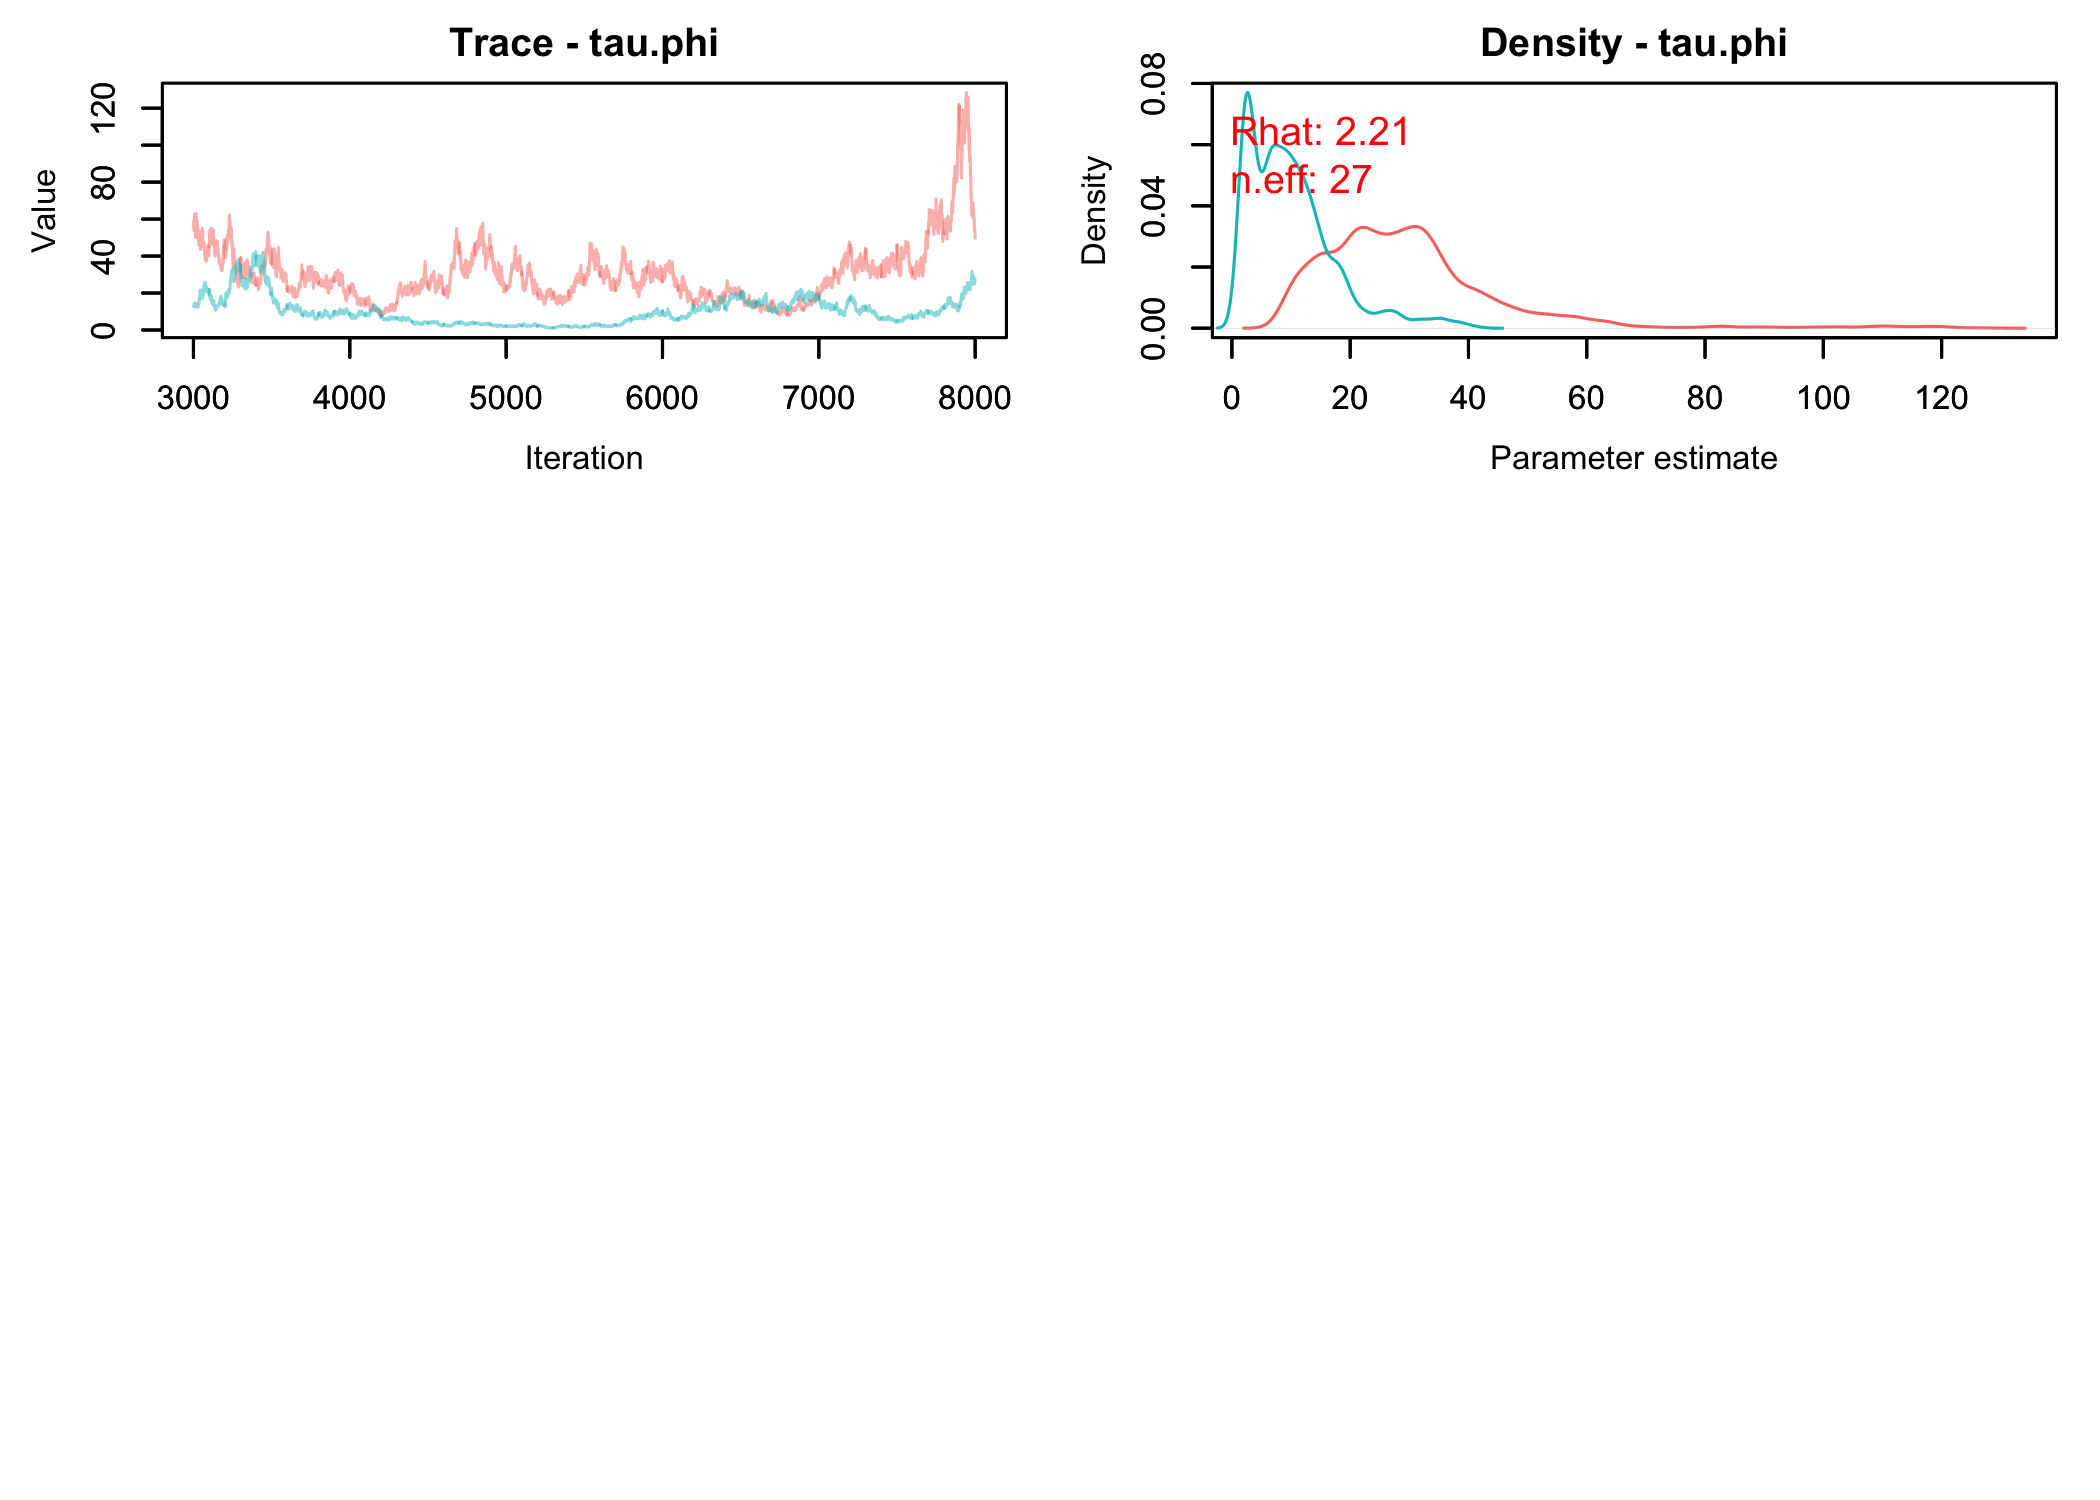 Trace - tau.phi
Value
0
40
80
120
3000 4000 5000 6000 7000 8000
Iteration
Density - tau.phi
Density
0.00
0.04
0.08
Rhat: 2.21
n.eff: 27
0 20 40 60 80 100 120
Parameter estimate